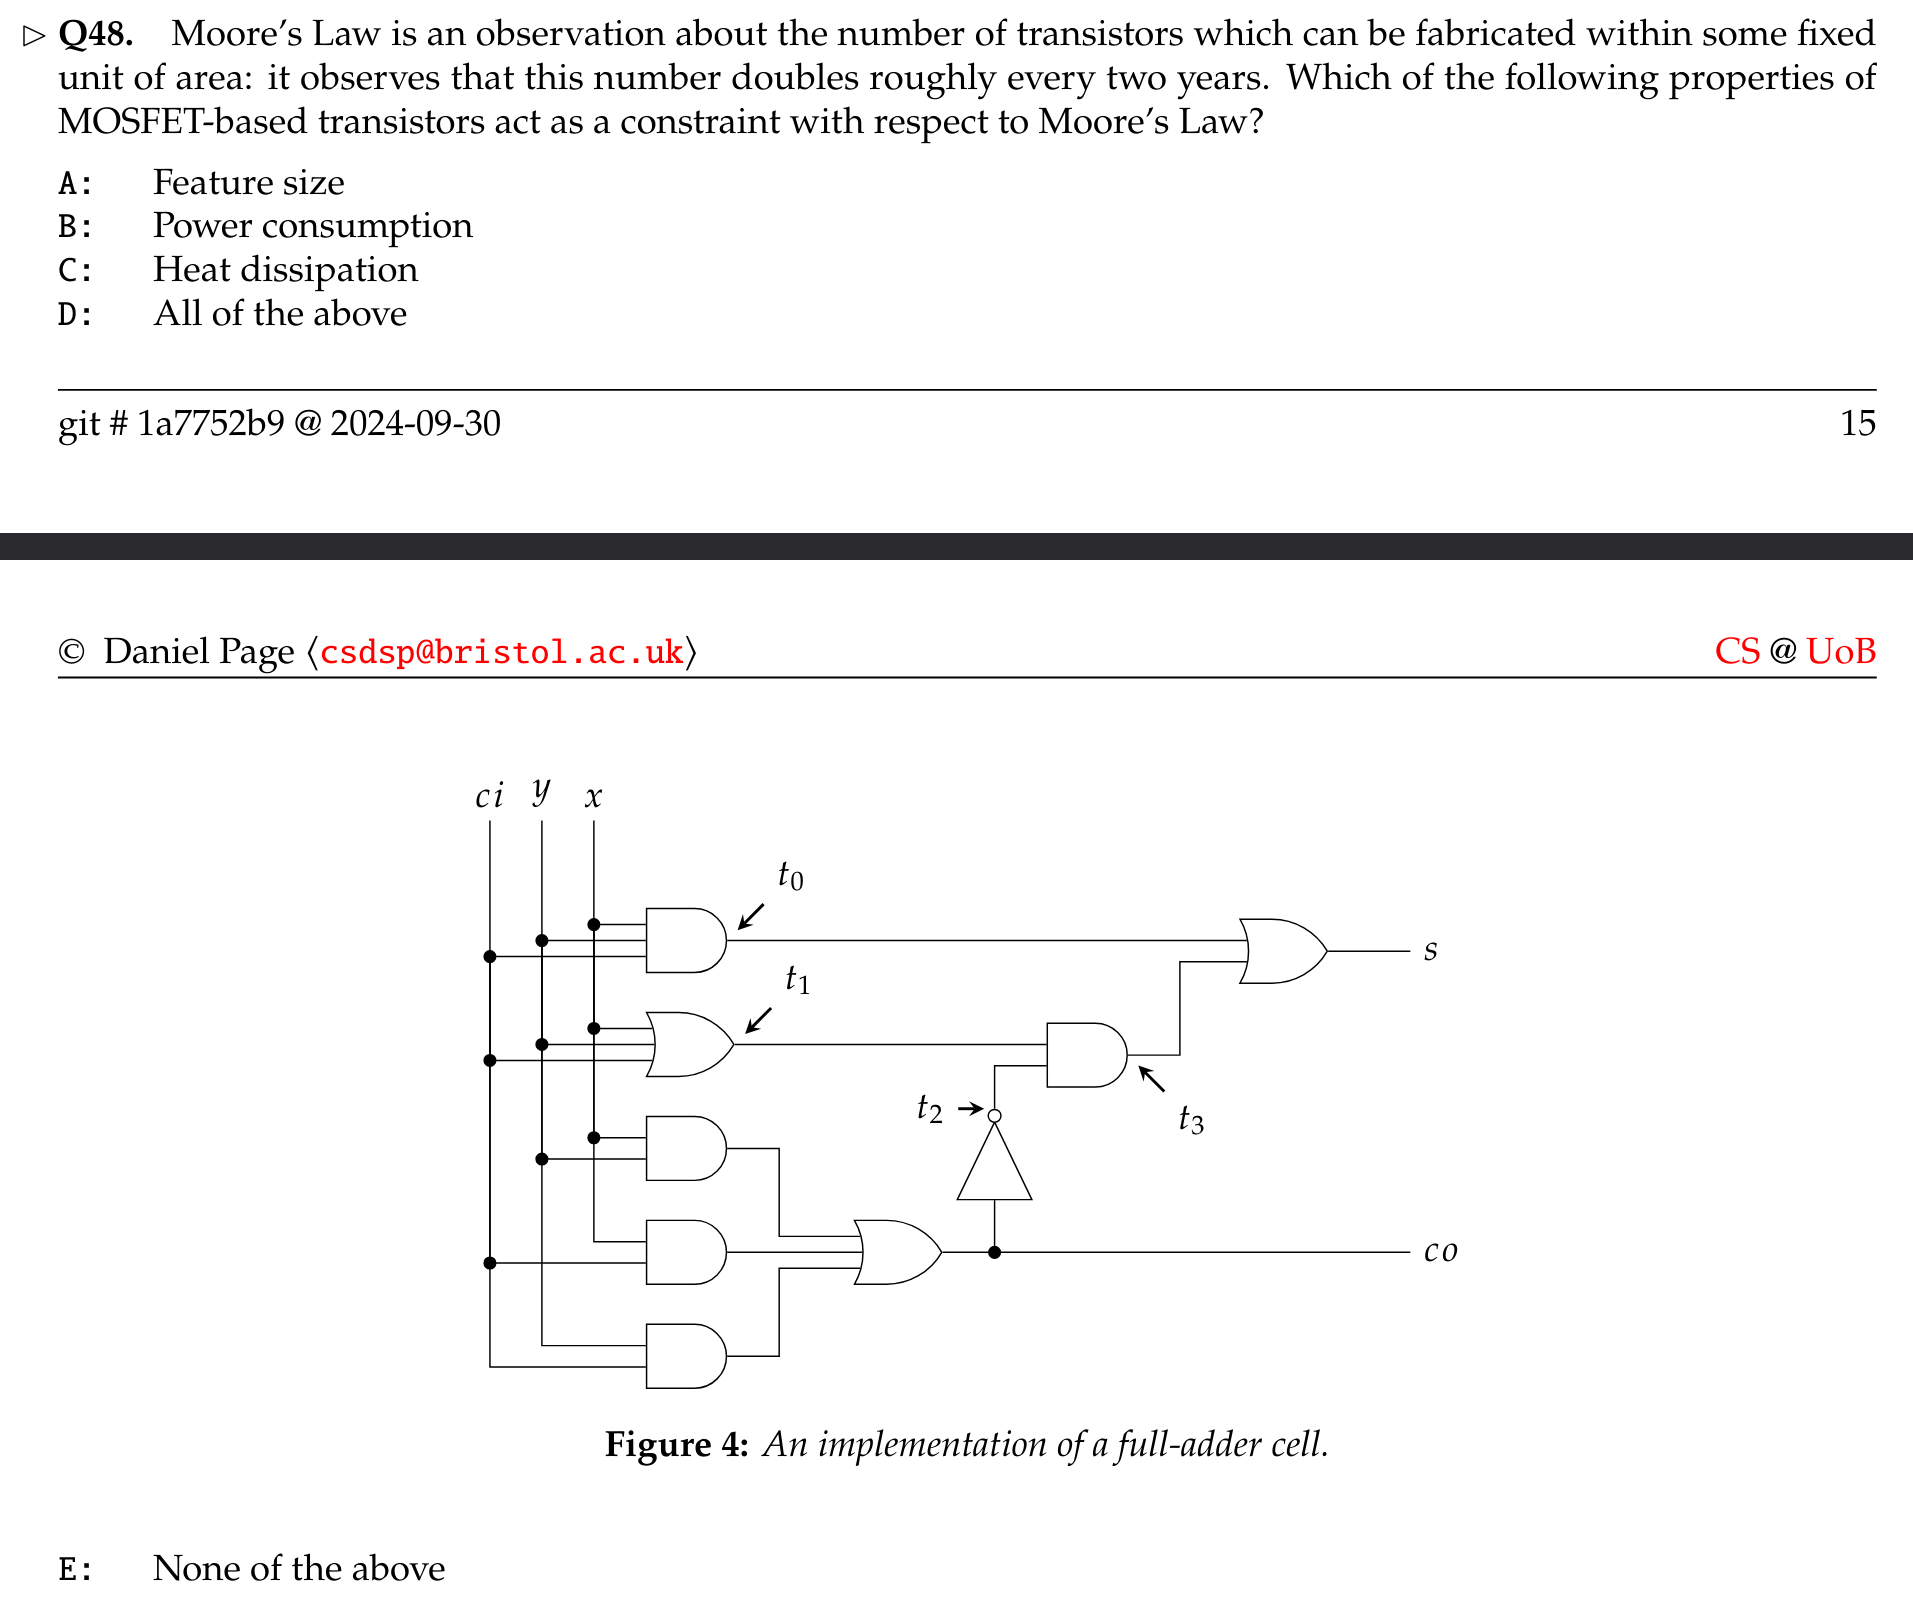 ▷ Q48. Moore's Law is an observation about the number of transistors which can be fabricated within some fixed
unit of area: it observes that this number doubles roughly every two years. Which of the following properties of
MOSFET-based transistors act as a constraint with respect to Moore's Law?
A: Feature size
B: Power consumption
C: Heat dissipation
D: All of the above
git # 1a7752b9 @ 2024-09-30 15
© Daniel Page ⟨csdsp@bristol.ac.uk⟩ CS @ UoB
ci y x
t0
s
t1
t2
t3
co
Figure 4: An implementation of a full-adder cell.
E: None of the above